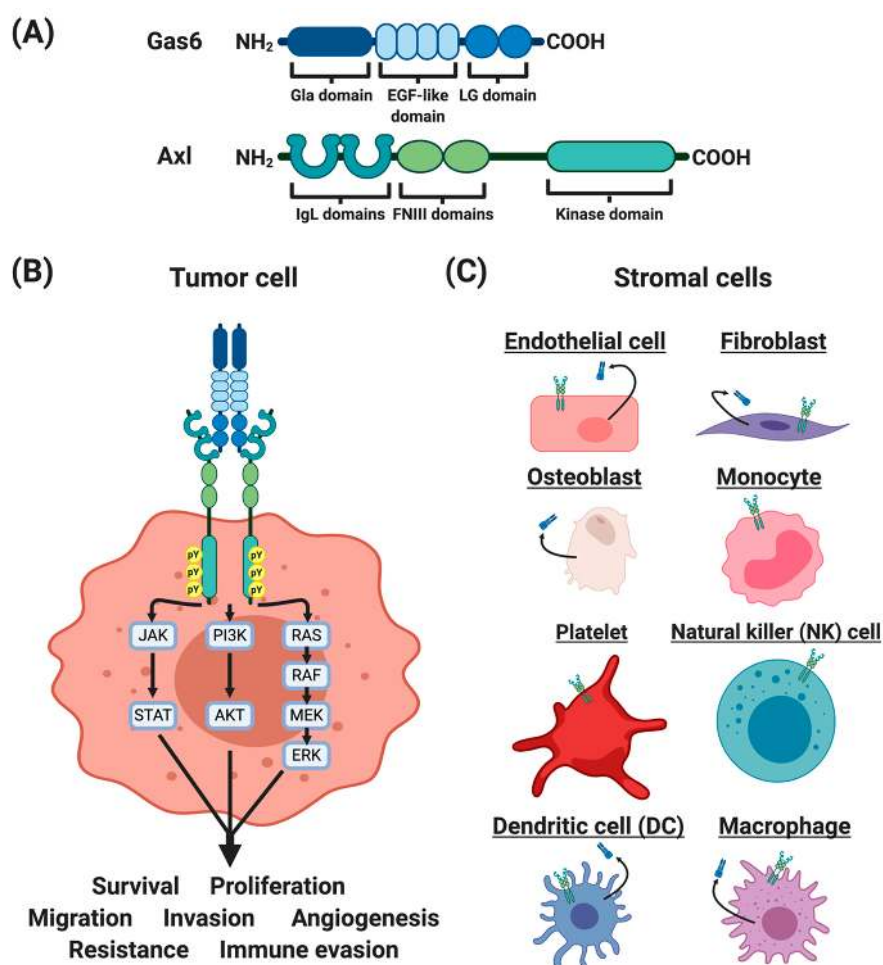 (A)
Gas6 NH2 COOH
Gla domain EGF-like domain LG domain
Axl NH2 COOH
IgL domains FNIII domains Kinase domain
(B) Tumor cell
pY pY
pY pY
pY pY
JAK PI3K RAS
RAF
STAT AKT MEK
ERK
Survival Proliferation
Migration Invasion Angiogenesis
Resistance Immune evasion
(C) Stromal cells
Endothelial cell Fibroblast
Osteoblast Monocyte
Platelet Natural killer (NK) cell
Dendritic cell (DC) Macrophage